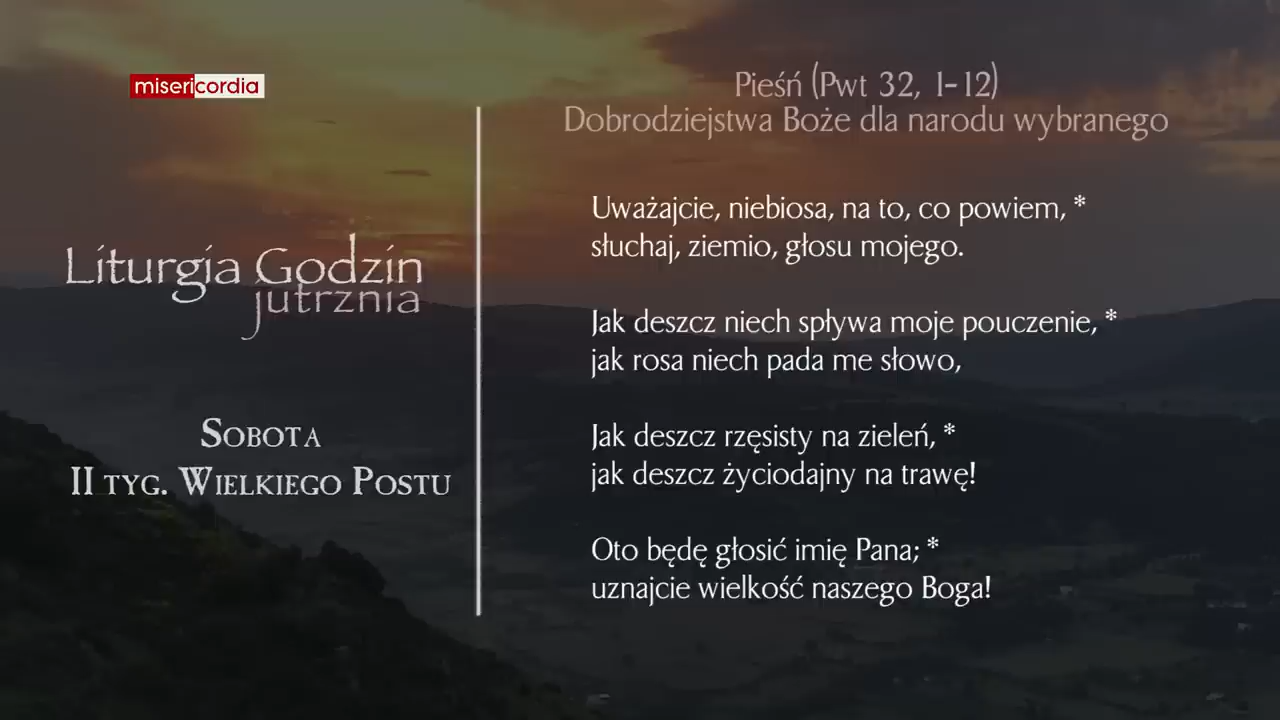 misericordia
Liturgia Godzin
jutrznia
Sobota
II tyg. Wielkiego Postu
Pieśń (Pwt 32, 1-12)
Dobrodziejstwa Boże dla narodu wybranego
Uważajcie, niebiosa, na to, co powiem, *
słuchaj, ziemio, głosu mojego.
Jak deszcz niech spływa moje pouczenie, *
jak rosa niech pada me słowo,
Jak deszcz rzęsisty na zieleń, *
jak deszcz życiodajny na trawę!
Oto będę głosić imię Pana; *
uznajcie wielkość naszego Boga!